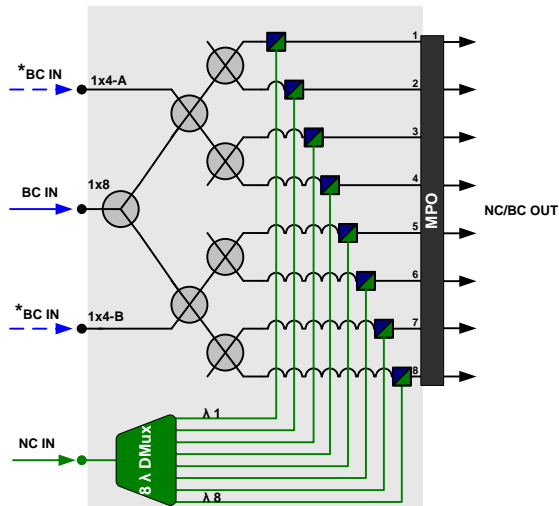 1
*BC IN
1x4-A
2
3
1x8
4
BC IN
NC/BC OUT
MPO
5
6
*BC IN
1x4-B
7
8
λ 1
NC IN
8 λ DMux
λ 8